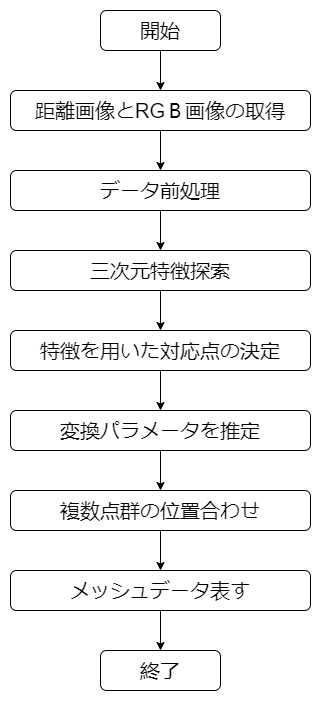 開始
距離画像とRGB画像の取得
データ前処理
三次元特徴探索
特徴を用いた対応点の決定
変換パラメータを推定
複数点群の位置合わせ
メッシュデータ表す
終了